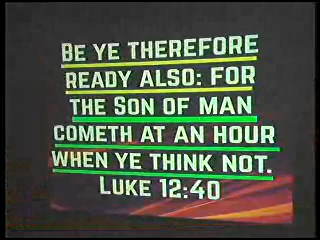 BE YE THEREFORE
READY ALSO: FOR
THE SON OF MAN
COMETH AT AN HOUR
WHEN YE THINK NOT.
LUKE 12:40